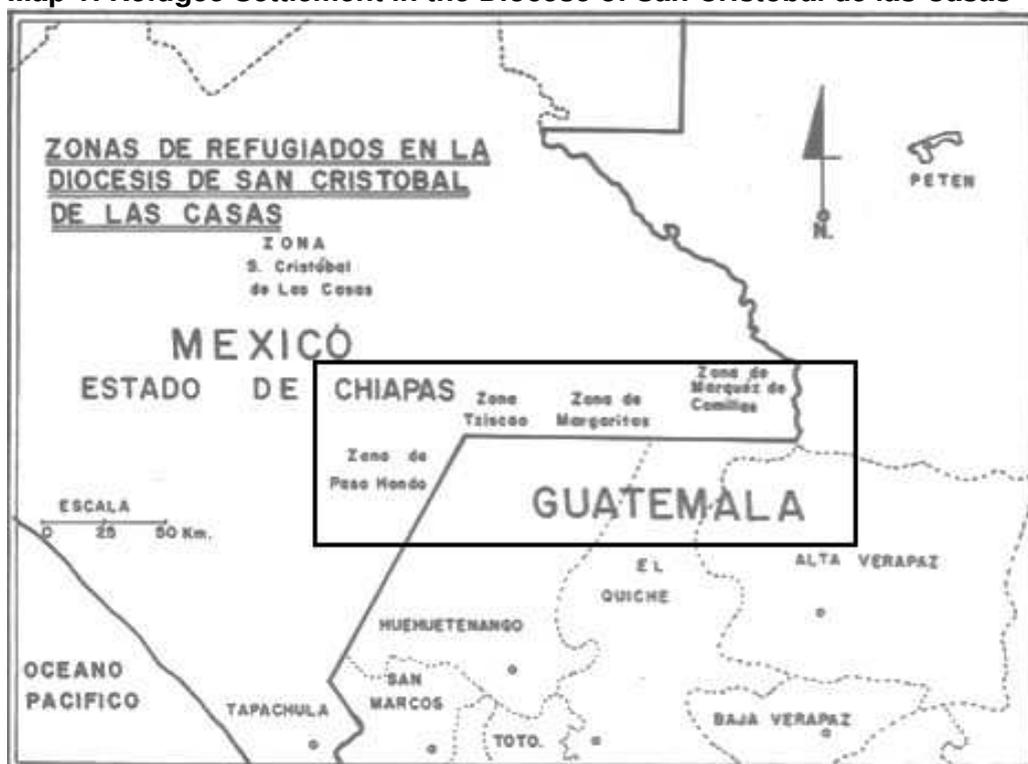 Map 1: Refugee Settlement in the Diocese of San Cristóbal de las Casas
ZONAS DE REFUGIADOS EN LA
DIOCESIS DE SAN CRISTOBAL
DE LAS CASAS
ZONA
S. Cristóbal
de Las Casas
N.
PETEN
MEXICO
ESTADO DE CHIAPAS
Zona
Tziscao
Zona de
Margaritas
Zona de
Marquéz de
Comillas
Zona de
Paso Hondo
GUATEMALA
ESCALA
0 25 50 Km.
EL
QUICHE
ALTA VERAPAZ
HUEHUETENANGO
OCEANO
PACIFICO
SAN
MARCOS
TAPACHULA
TOTO.
BAJA VERAPAZ